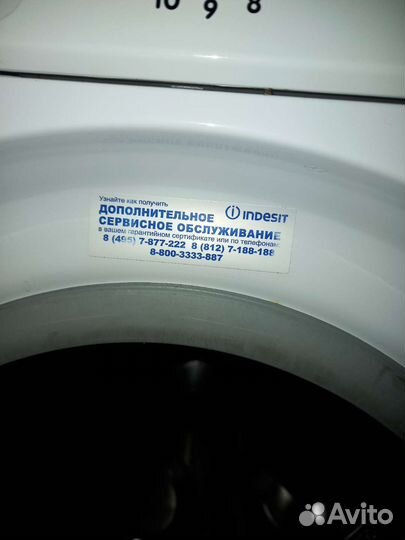 10 9 8
Узнайте как получить
ДОПОЛНИТЕЛЬНОЕ
indesit
СЕРВИСНОЕ ОБСЛУЖИВАНИЕ
в вашем гарантийном сертификате или по телефонам:
8 (495) 7-877-222 8 (812) 7-188-188
8-800-3333-887
Avito